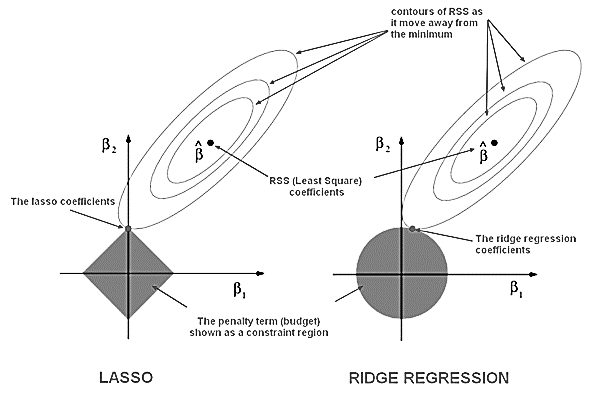 contours of RSS as
it move away from
the minimum
β₂
β₂
β̂
β̂
RSS (Least Square)
coefficients
The lasso coefficients
The ridge regression
coefficients
β₁
β₁
The penalty term (budget)
shown as a constraint region
LASSO
RIDGE REGRESSION